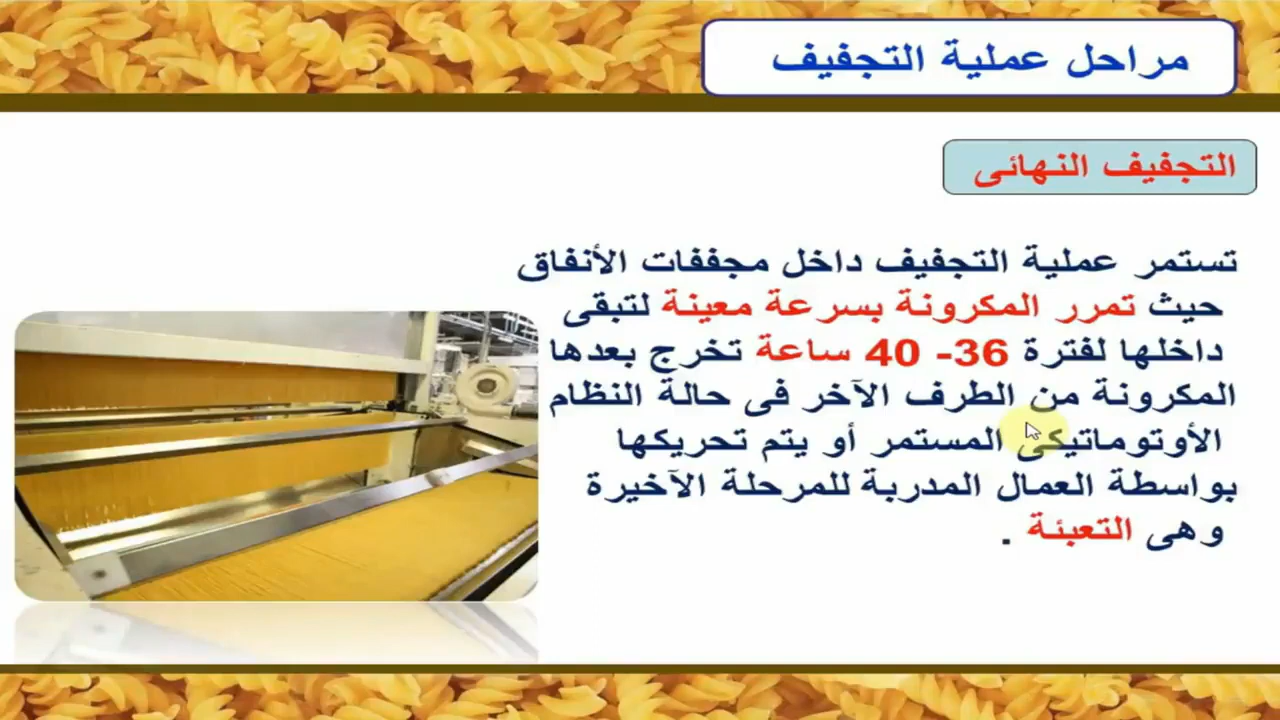 مراحل عملية التجفيف
التجفيف النهائى
تستمر عملية التجفيف داخل مجففات الأنفاق
حيث تمرر المكرونة بسرعة معينة لتبقى
داخلها لفترة 36- 40 ساعة تخرج بعدها
المكرونة من الطرف الآخر فى حالة النظام
الأوتوماتيكى المستمر أو يتم تحريكها
بواسطة العمال المدربة للمرحلة الآخيرة
وهى التعبئة .